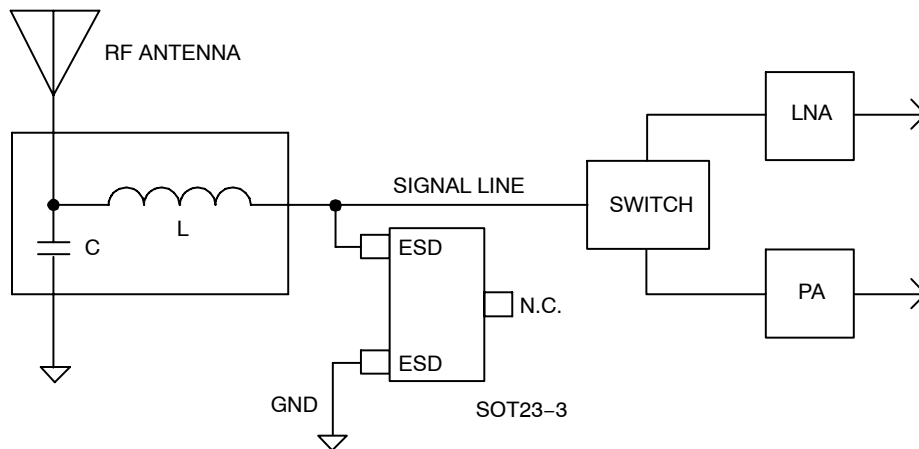 RF ANTENNA
LNA
SIGNAL LINE
SWITCH
L
C
ESD
N.C.
PA
ESD
GND
SOT23−3